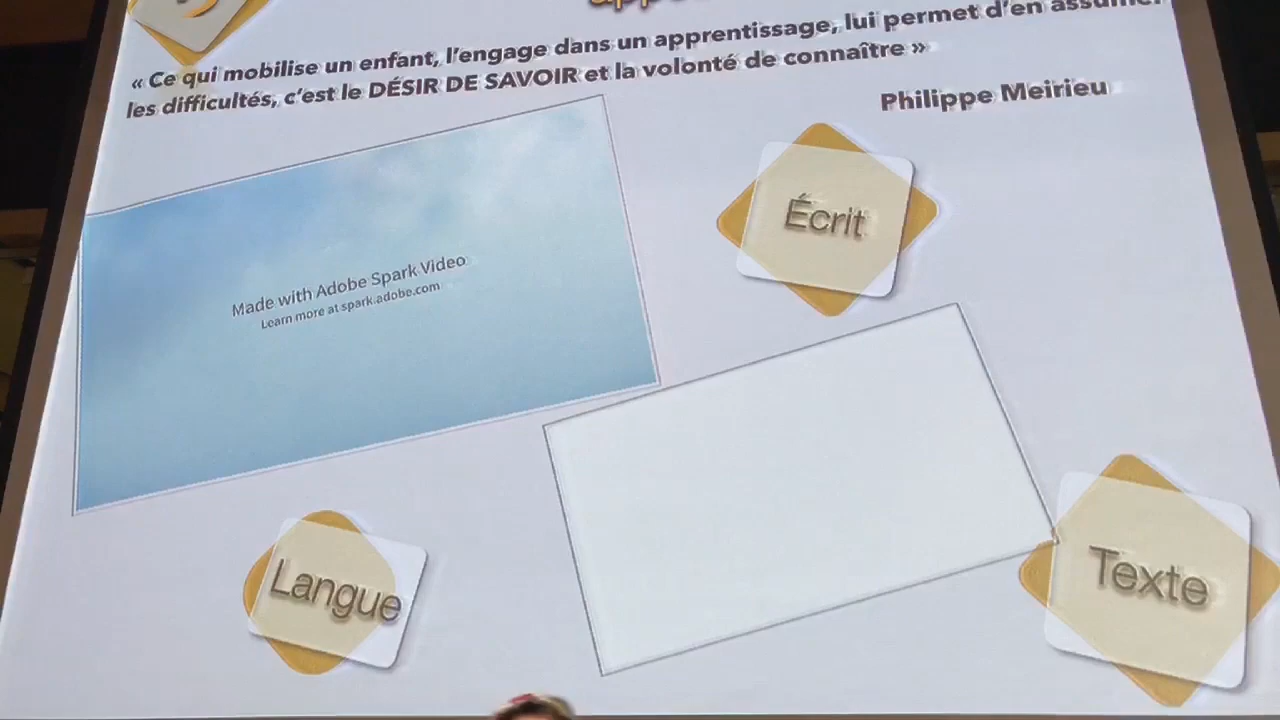 « Ce qui mobilise un enfant, l'engage dans un apprentissage, lui permet d'en assumer
les difficultés, c'est le DÉSIR DE SAVOIR et la volonté de connaître »
Philippe Meirieu
Écrit
Made with Adobe Spark Video
Learn more at spark.adobe.com
Langue
Texte